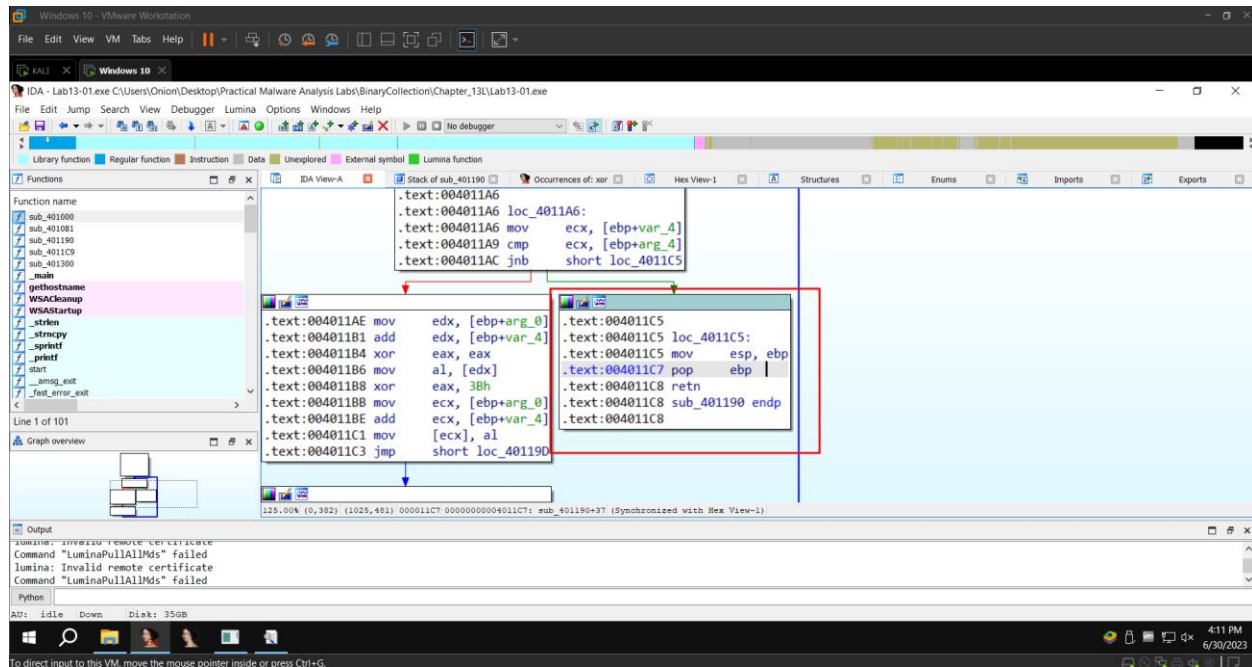 Windows 10 - VMware Workstation
File Edit View VM Tabs Help
KALI Windows 10
IDA - Lab13-01.exe C:\Users\Onion\Desktop\Practical Malware Analysis Labs\BinaryCollection\Chapter_13L\Lab13-01.exe
File Edit Jump Search View Debugger Lumina Options Windows Help
No debugger
Library function Regular function Instruction Data Unexplored External symbol Lumina function
Functions
IDA View-A Stack of sub_401190 Occurrences of: xor Hex View-1 Structures Enums Imports Exports
Function name
sub_401000
sub_401081
sub_401190
sub_4011C9
sub_401300
_main
gethostname
WSACleanup
WSAStartup
_strlen
_strncpy
_sprintf
_printf
start
__amsg_exit
_fast_error_exit
Line 1 of 101
Graph overview
.text:004011A6
.text:004011A6 loc_4011A6:
.text:004011A6 mov ecx, [ebp+var_4]
.text:004011A9 cmp ecx, [ebp+arg_4]
.text:004011AC jnb short loc_4011C5
.text:004011AE mov edx, [ebp+arg_0]
.text:004011B1 add edx, [ebp+var_4]
.text:004011B4 xor eax, eax
.text:004011B6 mov al, [edx]
.text:004011B8 xor eax, 3Bh
.text:004011BB mov ecx, [ebp+arg_0]
.text:004011BE add ecx, [ebp+var_4]
.text:004011C1 mov [ecx], al
.text:004011C3 jmp short loc_40119D
.text:004011C5
.text:004011C5 loc_4011C5:
.text:004011C5 mov esp, ebp
.text:004011C7 pop ebp
.text:004011C8 retn
.text:004011C8 sub_401190 endp
.text:004011C8
125.00% (0,382) (1025,481) 000011C7 00000000004011C7: sub_401190+37 (Synchronized with Hex View-1)
Output
lumina: Invalid remote certificate
Command "LuminaPullAllMds" failed
lumina: Invalid remote certificate
Command "LuminaPullAllMds" failed
Python
AU: idle Down Disk: 35GB
4:11 PM
6/30/2023
To direct input to this VM, move the mouse pointer inside or press Ctrl+G.